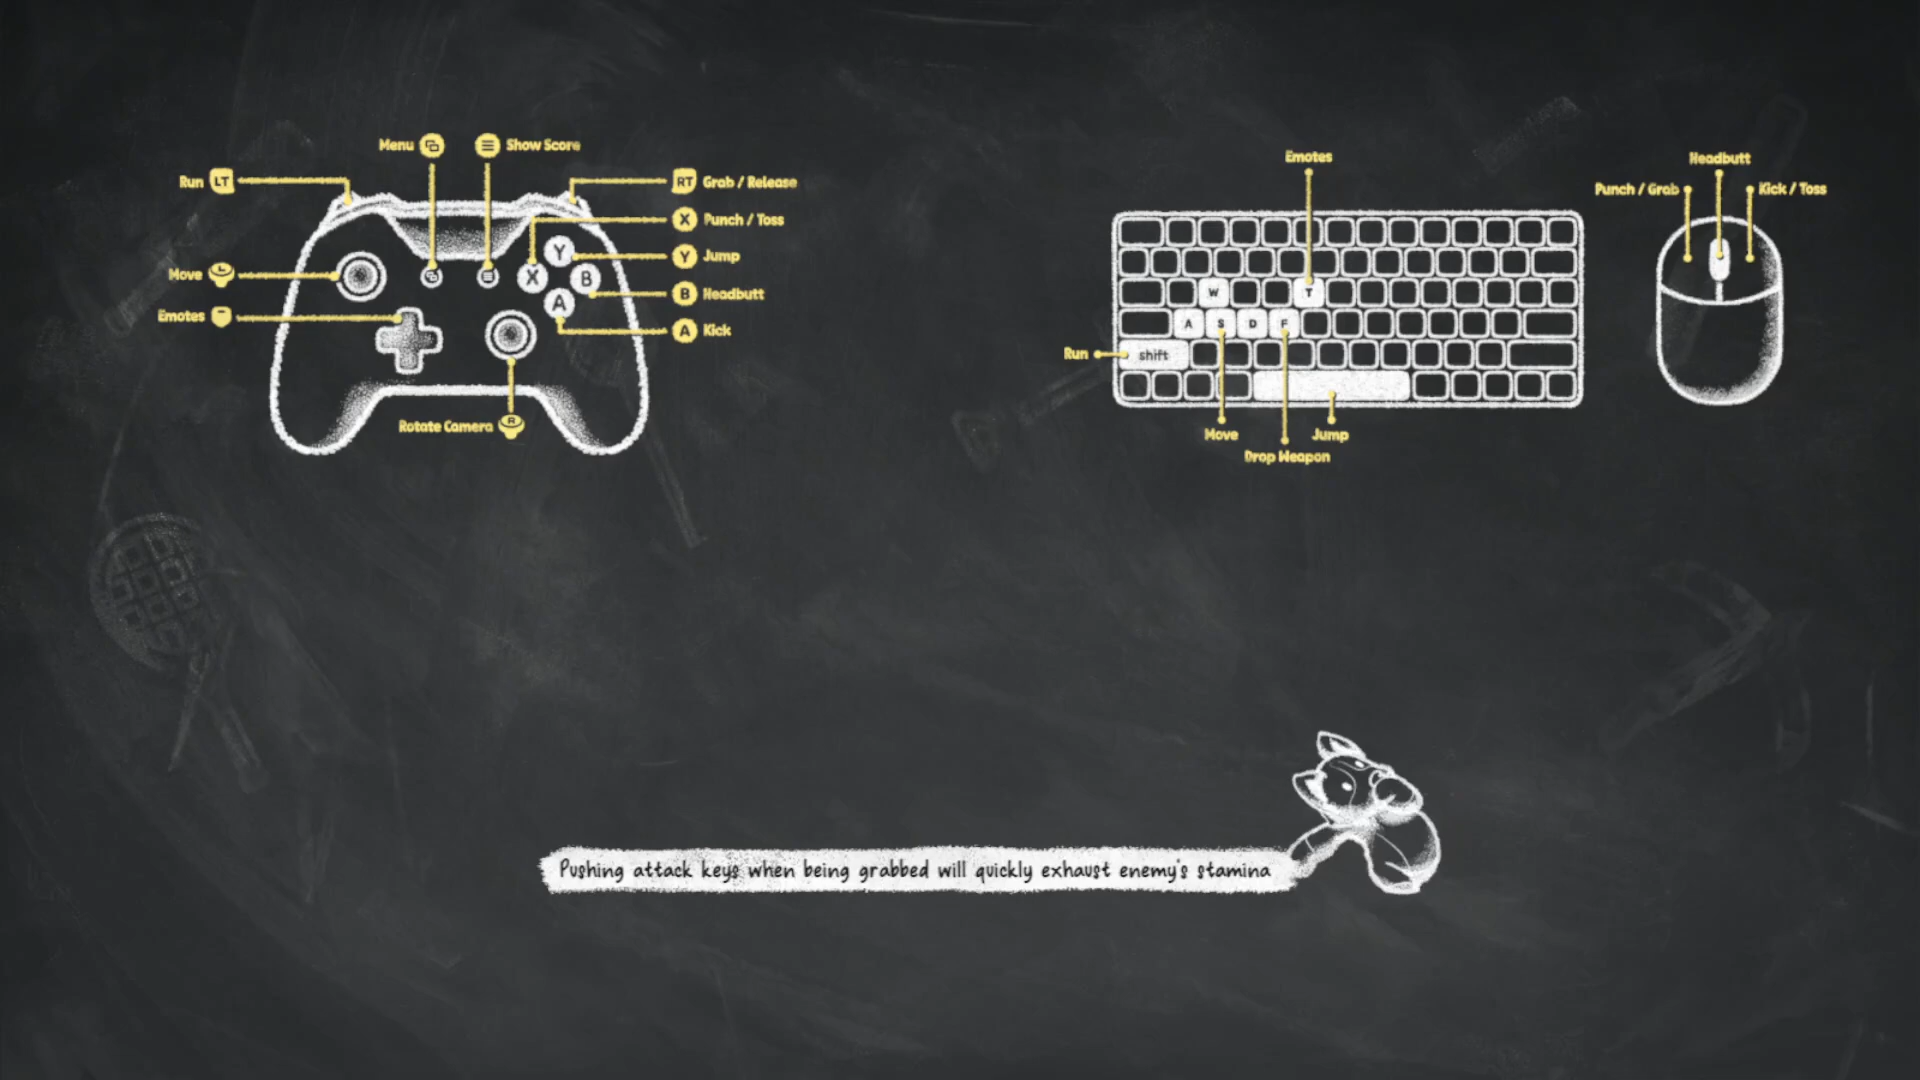 Menu
Show Score
Run LT
RT Grab / Release
X Punch / Toss
Y Jump
Move L
B Headbutt
Emotes
A Kick
Y
X
B
A
Rotate Camera R
Emotes
Headbutt
Punch / Grab
Kick / Toss
W
T
A
S
D
F
Run
shift
Move
Jump
Drop Weapon
Pushing attack keys when being grabbed will quickly exhaust enemy's stamina